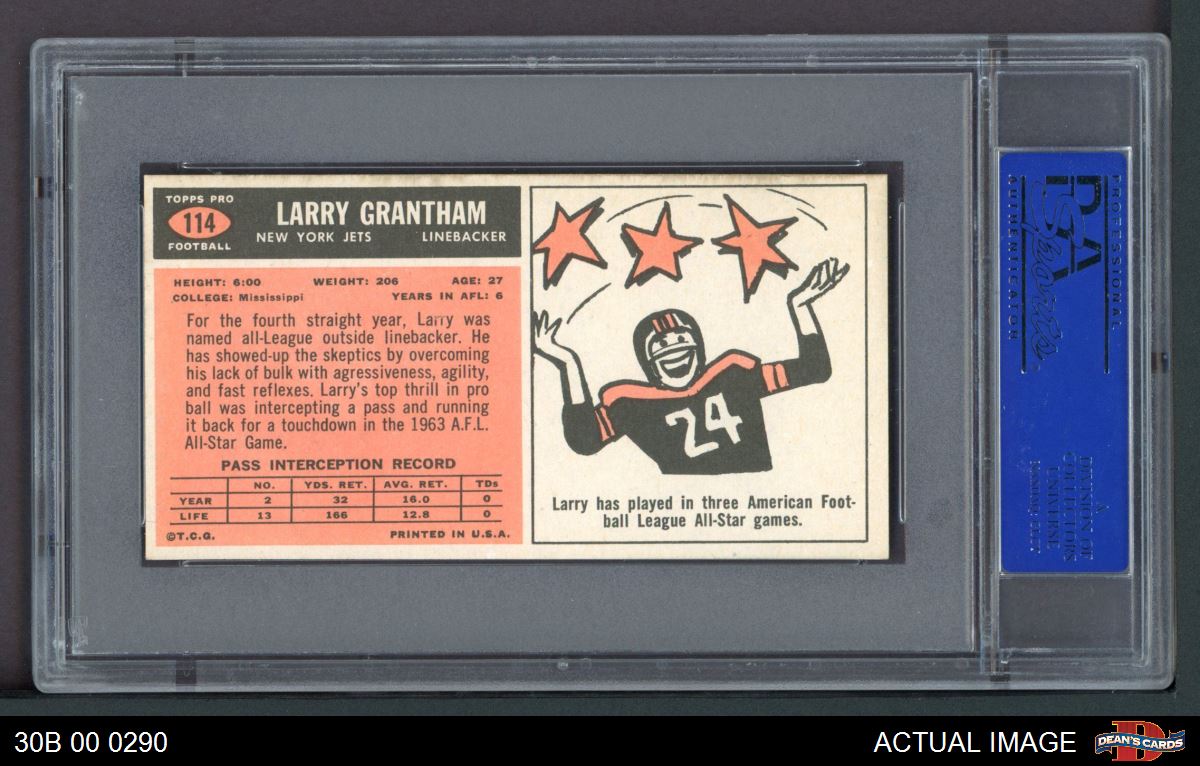 TOPPS PRO
114
FOOTBALL
LARRY GRANTHAM
NEW YORK JETS LINEBACKER
HEIGHT: 6:00 WEIGHT: 206 AGE: 27
COLLEGE: Mississippi YEARS IN AFL: 6
For the fourth straight year, Larry was
named all-League outside linebacker. He
has showed-up the skeptics by overcoming
his lack of bulk with agressiveness, agility,
and fast reflexes. Larry's top thrill in pro
ball was intercepting a pass and running
it back for a touchdown in the 1963 A.F.L.
All-Star Game.
PASS INTERCEPTION RECORD
NO. YDS. RET. AVG. RET. TDs
YEAR 2 32 16.0 0
LIFE 13 166 12.8 0
©T.C.G. PRINTED IN U.S.A.
24
Larry has played in three American Foot-
ball League All-Star games.
PROFESSIONAL
PSA
Sports
AUTHENTICATION
A
DIVISION OF
COLLECTORS
UNIVERSE
30B 00 0290
ACTUAL IMAGE
D
DEAN'S CARDS